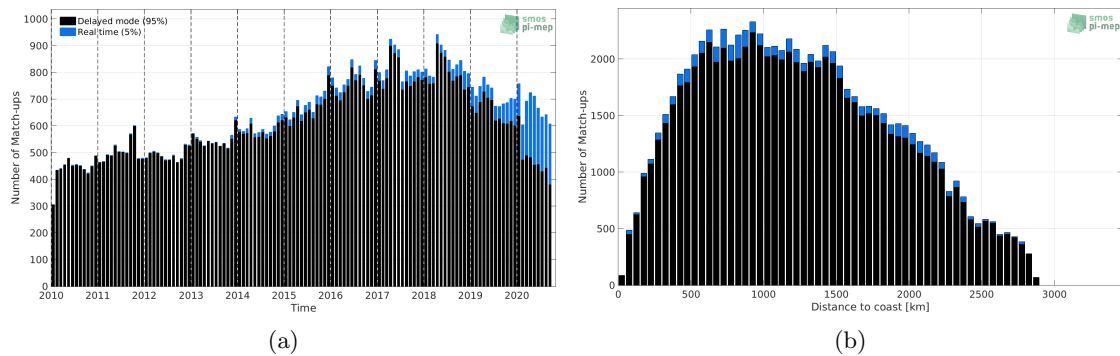 Delayed mode (95%)
Real time (5%)
smos
pi-mep
Number of Match-ups
1000
900
800
700
600
500
400
300
200
100
0
2010 2011 2012 2013 2014 2015 2016 2017 2018 2019 2020
Time
(a)
smos
pi-mep
Number of Match-ups
2000
1500
1000
500
0
0 500 1000 1500 2000 2500 3000
Distance to coast [km]
(b)